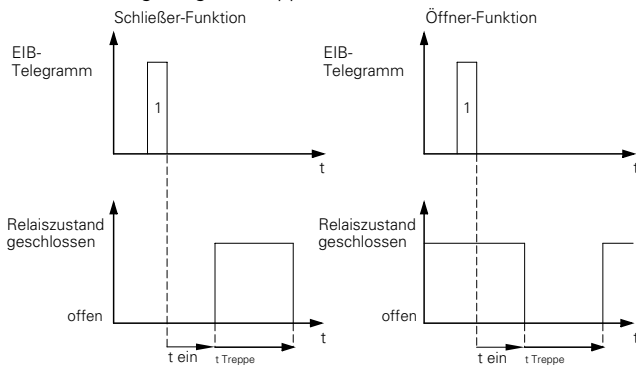 Schließer-Funktion
EIB-
Telegramm
1
t
Relaiszustand
geschlossen
offen
t
t ein
t Treppe
Öffner-Funktion
EIB-
Telegramm
1
t
Relaiszustand
geschlossen
offen
t
t ein
t Treppe